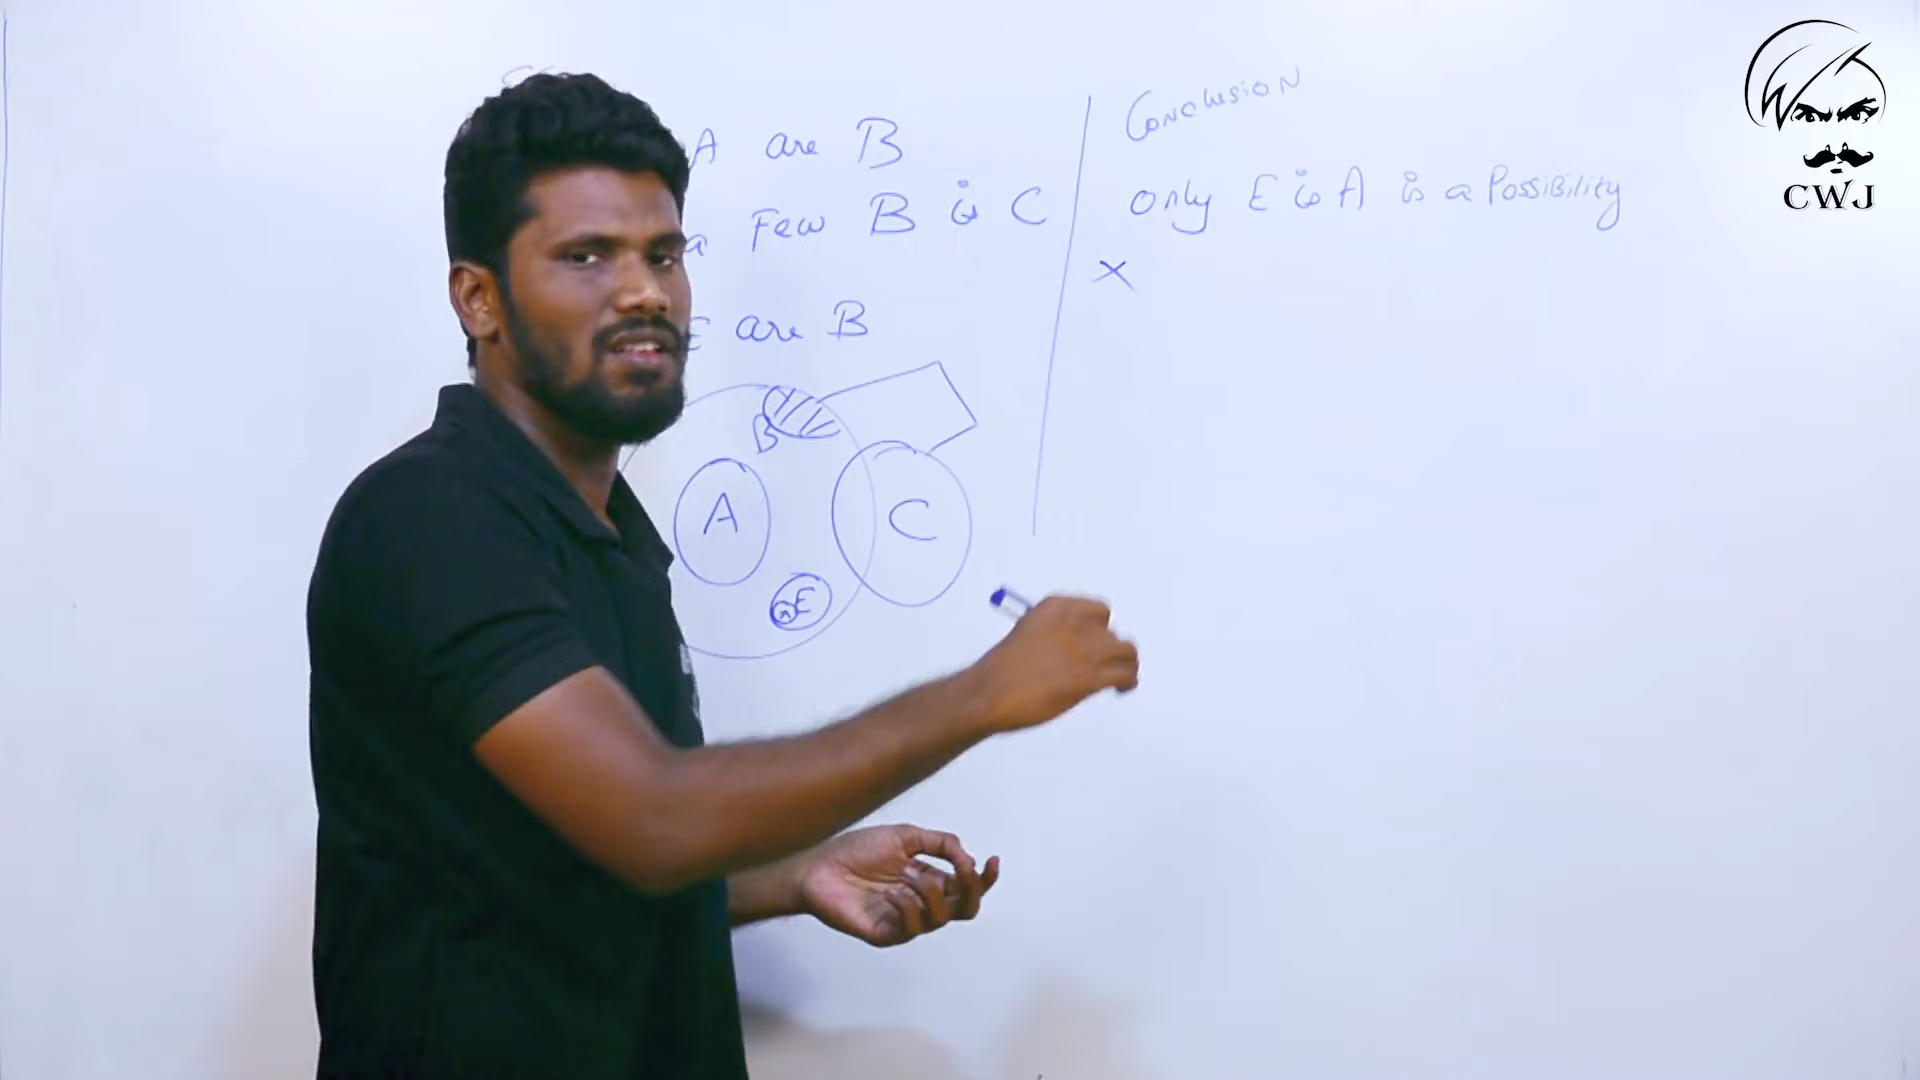 A are B
a Few B is C
E are B
Conclusion
only E is A is a Possibility
X
B
A
C
E
A
CWJ